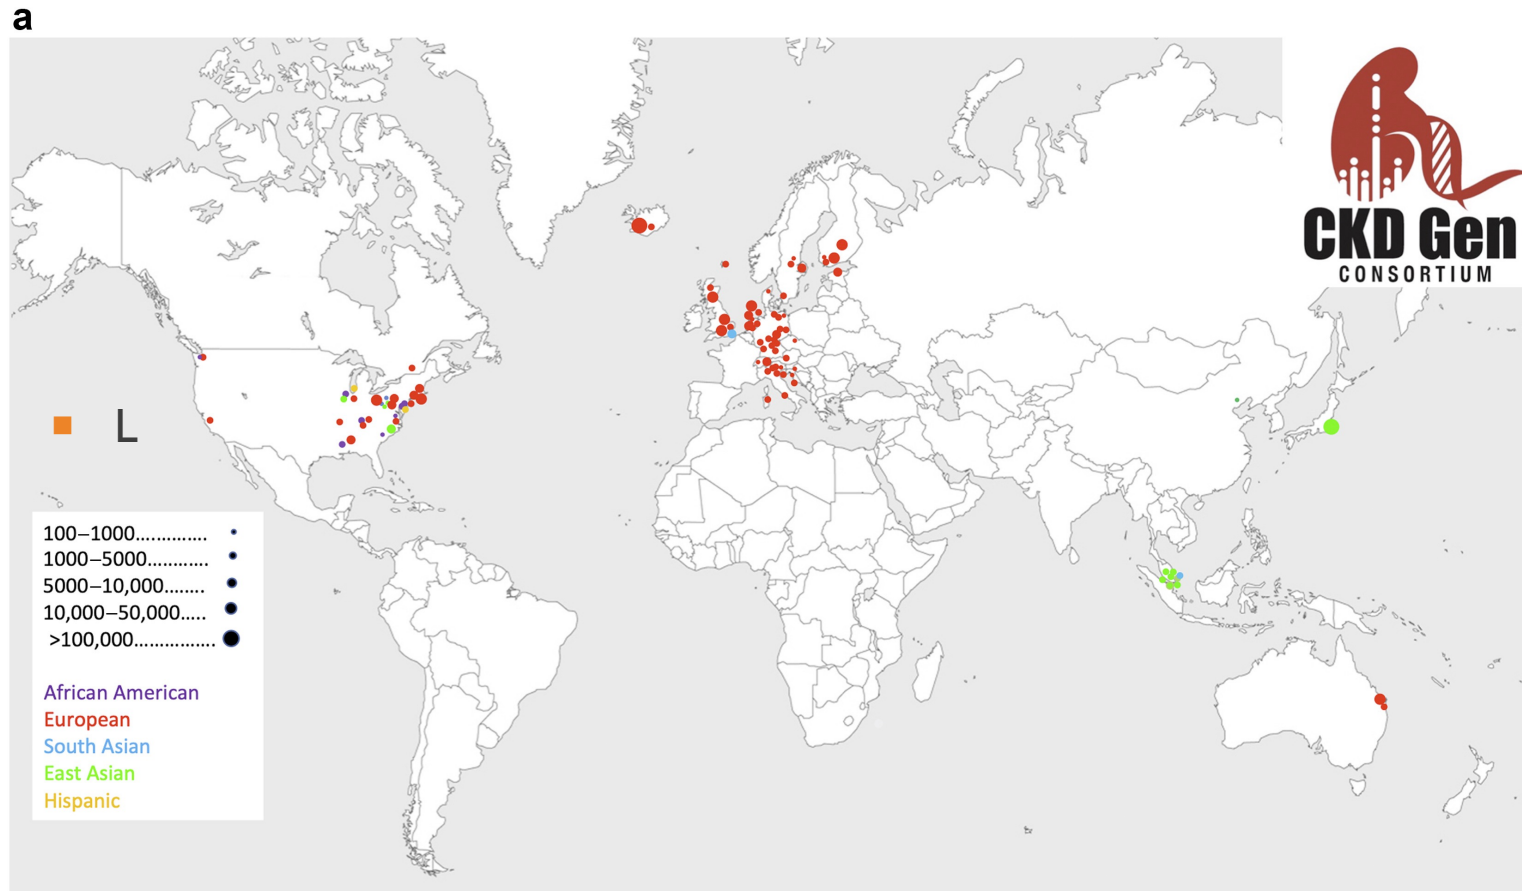 a
CKD Gen
CONSORTIUM
L
100–1000.............
1000–5000...........
5000–10,000........
10,000–50,000.....
>100,000...............
African American
European
South Asian
East Asian
Hispanic